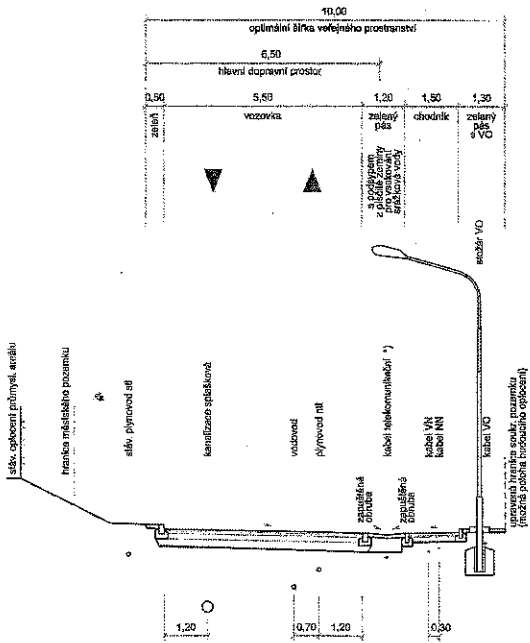 10,00
optimální šířka veřejného prostranství
6,50
hlavní dopravní prostor
0,50
5,50
1,20
1,50
1,30
zeleň
vozovka
zelený
pás
chodník
zelený
pás
s VO
s podsypem
z písčité zeminy
pro vsakování
srážkové vody
stožár VO
stáv. oplocení průmysl. areálu
hranice městského pozemku
stáv. plynovod stl
kanalizace splašková
vodovod
plynovod ntl
kabel telekomunikační *)
kabel VN
kabel NN
kabel VO
upravená hranice soukr. pozemku
(možná poloha budoucího oplocení)
zapuštěná
obruba
zapuštěná
obruba
1,20
0,70
1,20
0,30